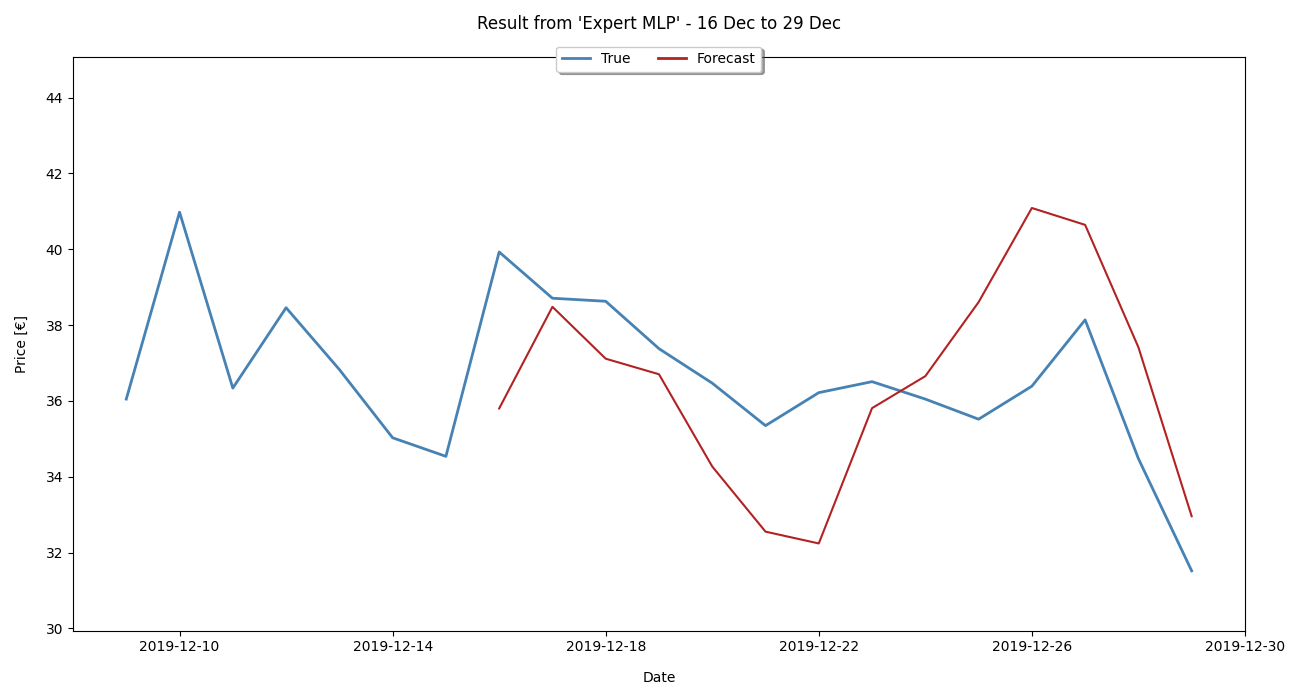 Result from 'Expert MLP' - 16 Dec to 29 Dec
True Forecast
44
42
40
38
36
34
32
30
Price [€]
2019-12-10 2019-12-14 2019-12-18 2019-12-22 2019-12-26 2019-12-30
Date